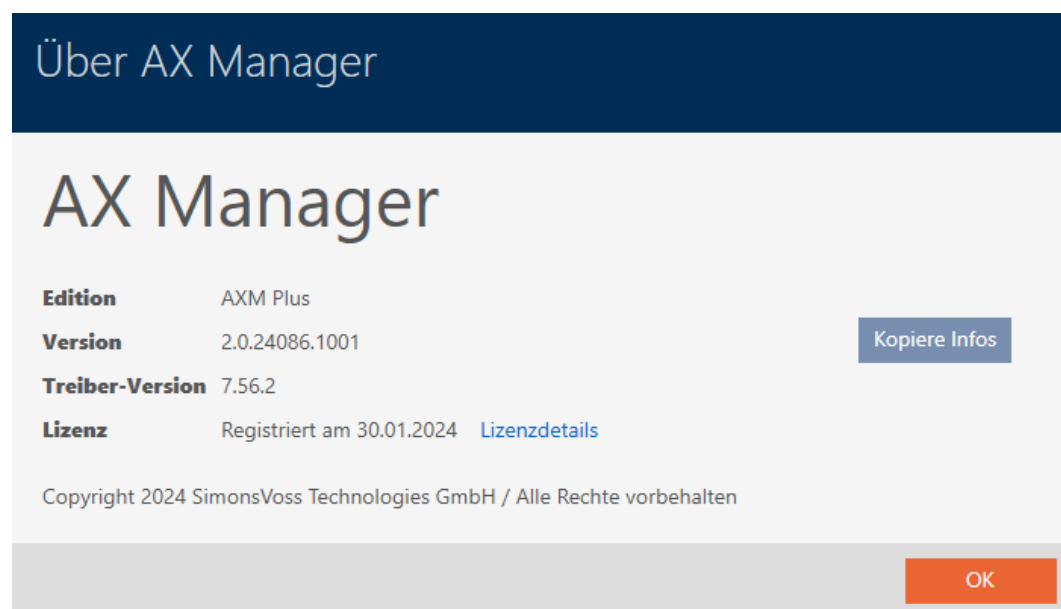 Über AX Manager
AX Manager
Edition AXM Plus
Version 2.0.24086.1001
Kopiere Infos
Treiber-Version 7.56.2
Lizenz Registriert am 30.01.2024 Lizenzdetails
Copyright 2024 SimonsVoss Technologies GmbH / Alle Rechte vorbehalten
OK